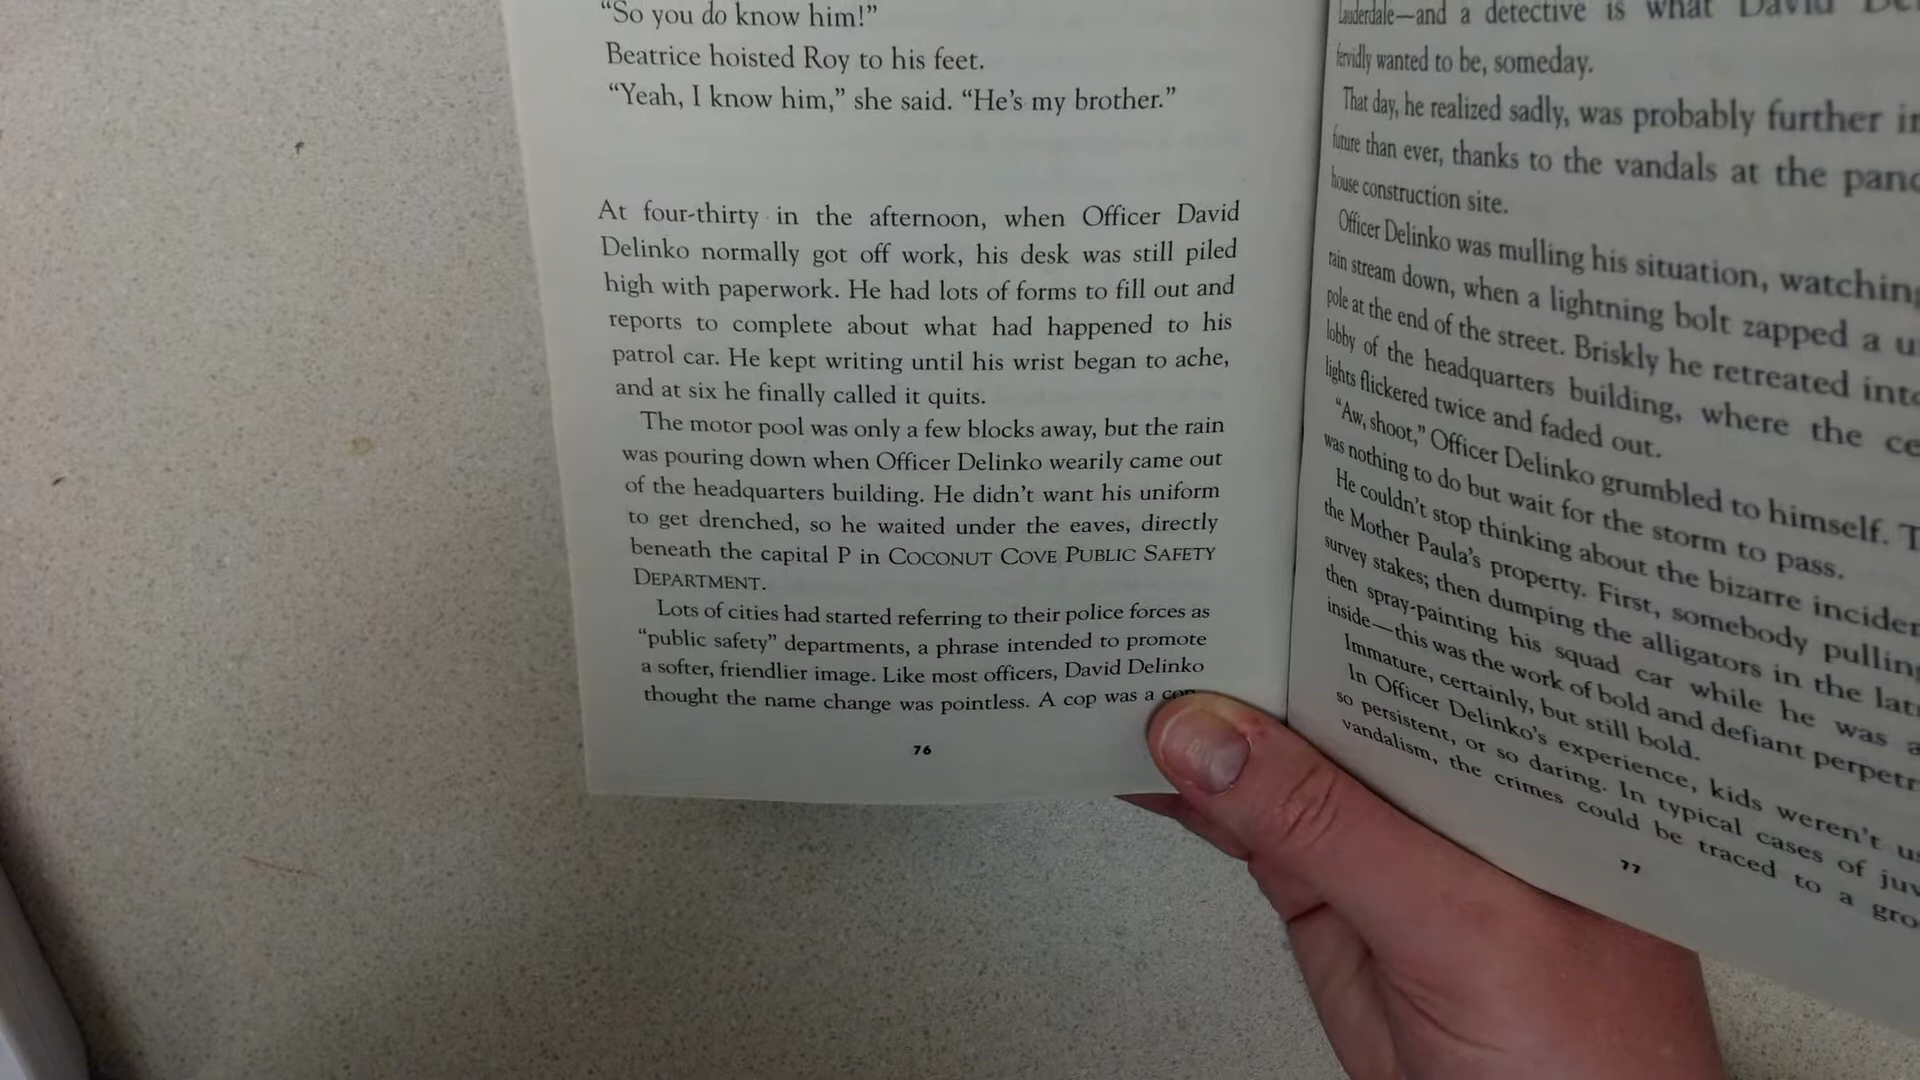 “So you do know him!”
Beatrice hoisted Roy to his feet.
“Yeah, I know him,” she said. “He’s my brother.”
At four-thirty in the afternoon, when Officer David
Delinko normally got off work, his desk was still piled
high with paperwork. He had lots of forms to fill out and
reports to complete about what had happened to his
patrol car. He kept writing until his wrist began to ache,
and at six he finally called it quits.
The motor pool was only a few blocks away, but the rain
was pouring down when Officer Delinko wearily came out
of the headquarters building. He didn’t want his uniform
to get drenched, so he waited under the eaves, directly
beneath the capital P in COCONUT COVE PUBLIC SAFETY
DEPARTMENT.
Lots of cities had started referring to their police forces as
“public safety” departments, a phrase intended to promote
a softer, friendlier image. Like most officers, David Delinko
thought the name change was pointless. A cop was a
76
Lauderdale—and a detective is what David
fervidly wanted to be, someday.
That day, he realized sadly, was probably further
future than ever, thanks to the vandals at the
house construction site.
Officer Delinko was mulling his situation, watching
rain stream down, when a lightning bolt zapped a
pole at the end of the street. Briskly he retreated
lobby of the headquarters building, where the
lights flickered twice and faded out.
“Aw, shoot,” Officer Delinko grumbled to himself.
was nothing to do but wait for the storm to pass.
He couldn’t stop thinking about the bizarre
the Mother Paula’s property. First, somebody pulling
survey stakes; then dumping the alligators in the
then spray-painting his squad car while he was
inside—this was the work of bold and defiant
Immature, certainly, but still bold.
In Officer Delinko’s experience, kids weren’t
so persistent, or so daring. In typical cases of
vandalism, the crimes could be traced to a
77